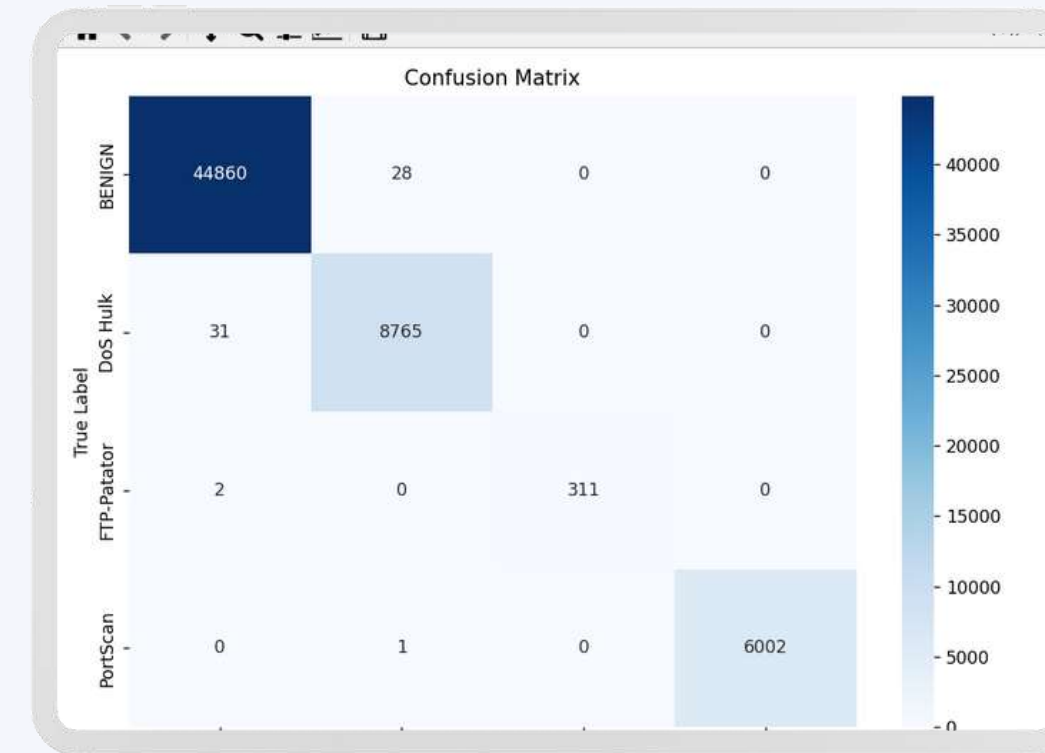 Confusion Matrix
BENIGN
44860 28 0 0
DoS Hulk
31 8765 0 0
FTP-Patator
2 0 311 0
PortScan
0 1 0 6002
True Label
40000
35000
30000
25000
20000
15000
10000
5000
0